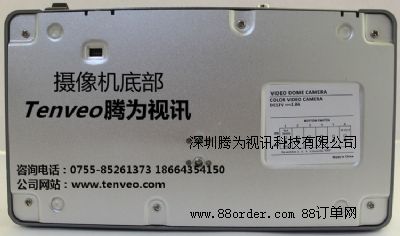 摄像机底部
Tenveo腾为视讯
VIDEO DOME CAMERA
COLOR VIDEO CAMERA
BOTTOM SWITCH
Made in China
深圳腾为视讯科技有限公司
咨询电话：0755-85261373 18664354150
公司网站：www.tenveo.com
www.88order.com 88订单网